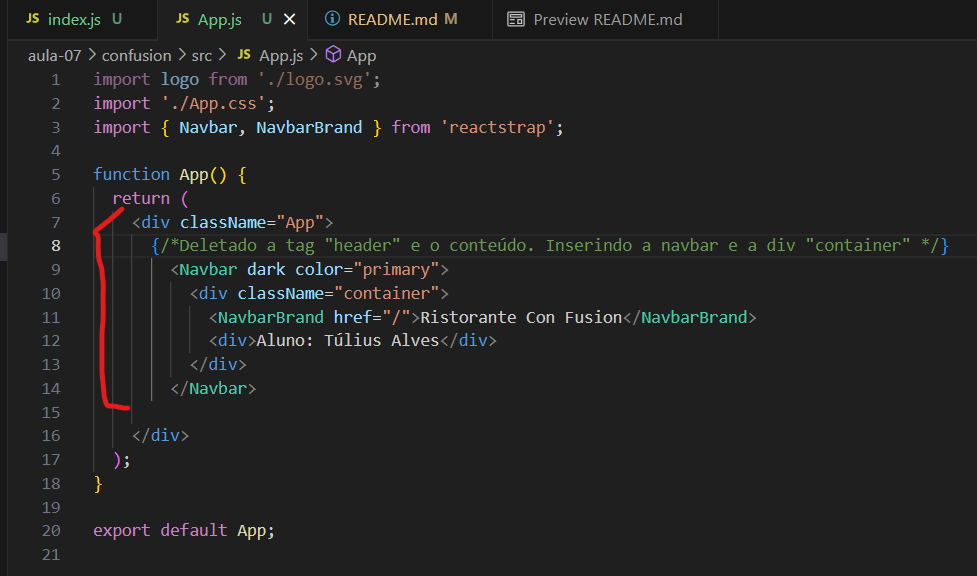 JS index.js U JS App.js U × README.md M Preview README.md
aula-07 > confusion > src > JS App.js > App
1 import logo from './logo.svg';
2 import './App.css';
3 import { Navbar, NavbarBrand } from 'reactstrap';
4
5 function App() {
6 return (
7 <div className="App">
8 {/*Deletado a tag "header" e o conteúdo. Inserindo a navbar e a div "container" */}
9 <Navbar dark color="primary">
10 <div className="container">
11 <NavbarBrand href="/">Ristorante Con Fusion</NavbarBrand>
12 <div>Aluno: Túlius Alves</div>
13 </div>
14 </Navbar>
15
16 </div>
17 );
18 }
19
20 export default App;
21